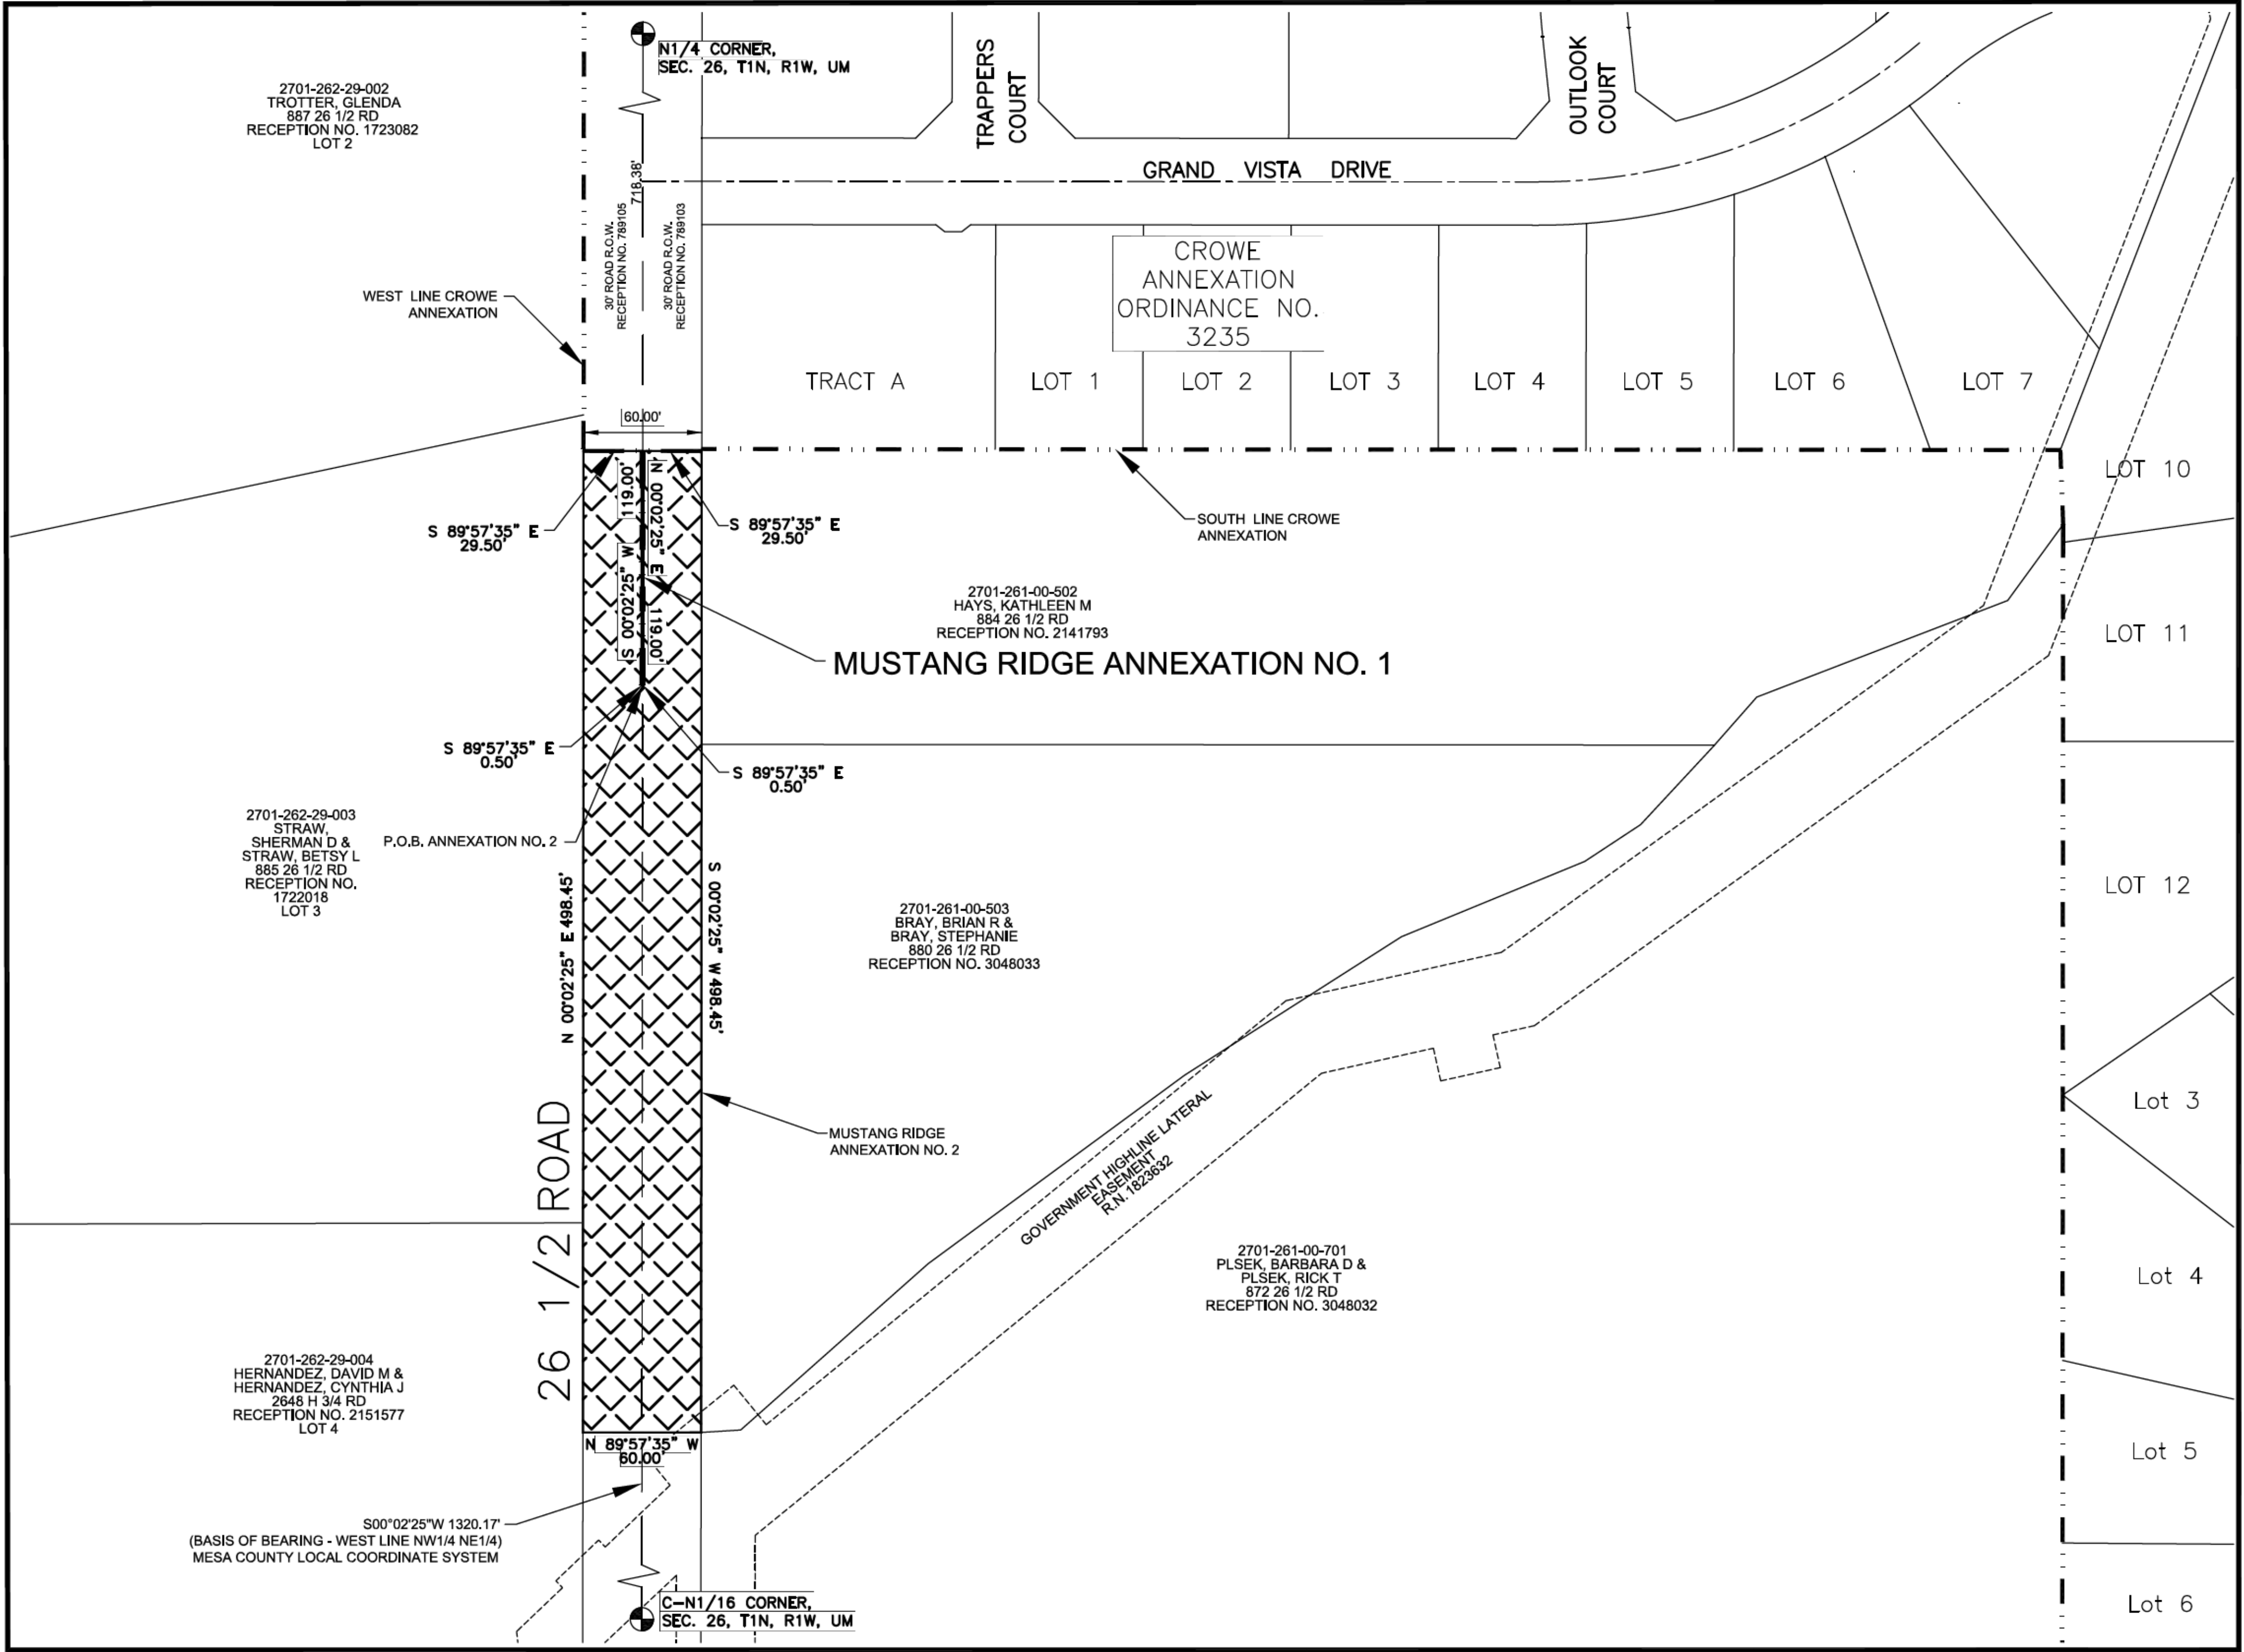 N1/4 CORNER,
SEC. 26, T1N, R1W, UM
TRAPPERS
COURT
OUTLOOK
COURT
2701-262-29-002
TROTTER, GLENDA
887 26 1/2 RD
RECEPTION NO. 1723082
LOT 2
718.38'
GRAND VISTA DRIVE
30' ROAD R.O.W.
RECEPTION NO. 789105
30' ROAD R.O.W.
RECEPTION NO. 789103
CROWE
ANNEXATION
ORDINANCE NO.
3235
WEST LINE CROWE
ANNEXATION
TRACT A
LOT 1
LOT 2
LOT 3
LOT 4
LOT 5
LOT 6
LOT 7
60.00'
LOT 10
S 89°57'35" E
29.50'
S 00°02'25" W 119.00'
N 00°02'25" E 119.00'
S 89°57'35" E
29.50'
SOUTH LINE CROWE
ANNEXATION
2701-261-00-502
HAYS, KATHLEEN M
884 26 1/2 RD
RECEPTION NO. 2141793
LOT 11
MUSTANG RIDGE ANNEXATION NO. 1
S 89°57'35" E
0.50'
S 89°57'35" E
0.50'
2701-262-29-003
STRAW,
SHERMAN D &
STRAW, BETSY L
885 26 1/2 RD
RECEPTION NO.
1722018
LOT 3
P.O.B. ANNEXATION NO. 2
N 00°02'25" E 498.45'
S 00°02'25" W 498.45'
2701-261-00-503
BRAY, BRIAN R &
BRAY, STEPHANIE
880 26 1/2 RD
RECEPTION NO. 3048033
LOT 12
Lot 3
MUSTANG RIDGE
ANNEXATION NO. 2
GOVERNMENT HIGHLINE LATERAL
EASEMENT
R.N. 1823632
26 1/2 ROAD
2701-261-00-701
PLSEK, BARBARA D &
PLSEK, RICK T
872 26 1/2 RD
RECEPTION NO. 3048032
Lot 4
2701-262-29-004
HERNANDEZ, DAVID M &
HERNANDEZ, CYNTHIA J
2648 H 3/4 RD
RECEPTION NO. 2151577
LOT 4
N 89°57'35" W
60.00'
Lot 5
S00°02'25"W 1320.17'
(BASIS OF BEARING - WEST LINE NW1/4 NE1/4)
MESA COUNTY LOCAL COORDINATE SYSTEM
C-N1/16 CORNER,
SEC. 26, T1N, R1W, UM
Lot 6